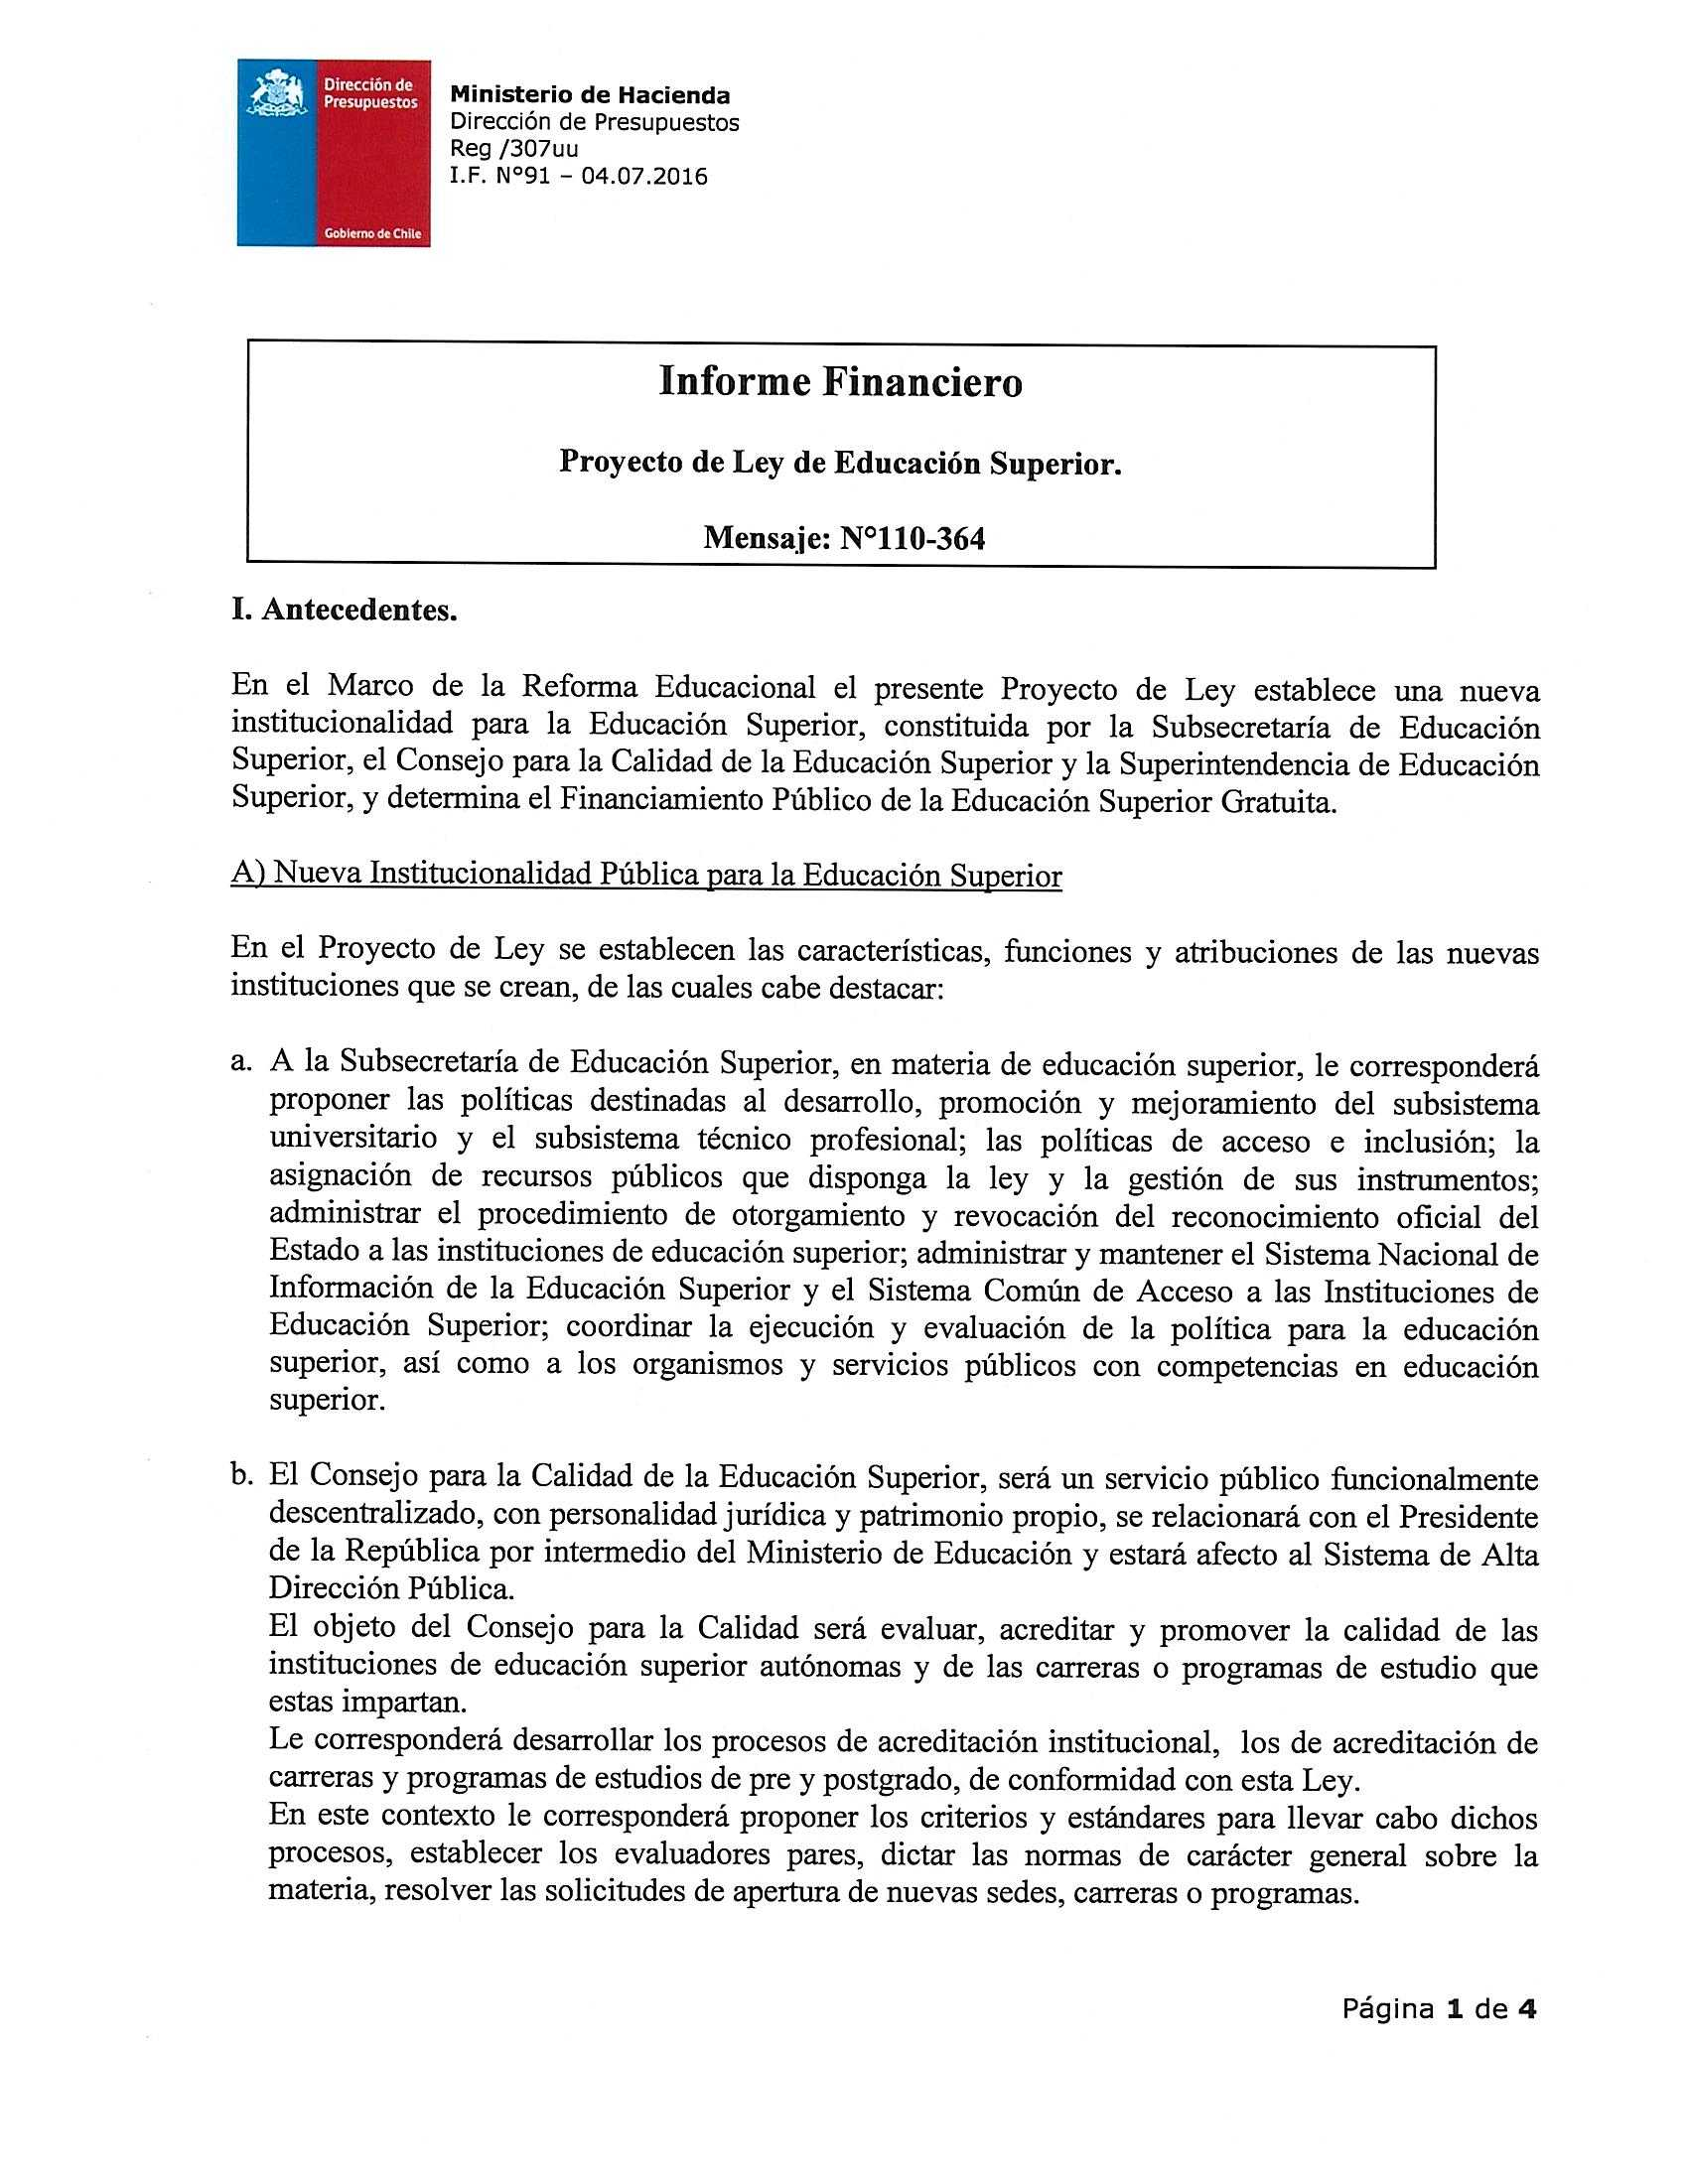 Dirección de
Presupuestos
Gobierno de Chile
Ministerio de Hacienda
Dirección de Presupuestos
Reg /307uu
I.F. N°91 – 04.07.2016
Informe Financiero
Proyecto de Ley de Educación Superior.
Mensaje: N°110-364
I. Antecedentes.
En el Marco de la Reforma Educacional el presente Proyecto de Ley establece una nueva
institucionalidad para la Educación Superior, constituida por la Subsecretaría de Educación
Superior, el Consejo para la Calidad de la Educación Superior y la Superintendencia de Educación
Superior, y determina el Financiamiento Público de la Educación Superior Gratuita.
A) Nueva Institucionalidad Pública para la Educación Superior
En el Proyecto de Ley se establecen las características, funciones y atribuciones de las nuevas
instituciones que se crean, de las cuales cabe destacar:
a. A la Subsecretaría de Educación Superior, en materia de educación superior, le corresponderá
proponer las políticas destinadas al desarrollo, promoción y mejoramiento del subsistema
universitario y el subsistema técnico profesional; las políticas de acceso e inclusión; la
asignación de recursos públicos que disponga la ley y la gestión de sus instrumentos;
administrar el procedimiento de otorgamiento y revocación del reconocimiento oficial del
Estado a las instituciones de educación superior; administrar y mantener el Sistema Nacional de
Información de la Educación Superior y el Sistema Común de Acceso a las Instituciones de
Educación Superior; coordinar la ejecución y evaluación de la política para la educación
superior, así como a los organismos y servicios públicos con competencias en educación
superior.
b. El Consejo para la Calidad de la Educación Superior, será un servicio público funcionalmente
descentralizado, con personalidad jurídica y patrimonio propio, se relacionará con el Presidente
de la República por intermedio del Ministerio de Educación y estará afecto al Sistema de Alta
Dirección Pública.
El objeto del Consejo para la Calidad será evaluar, acreditar y promover la calidad de las
instituciones de educación superior autónomas y de las carreras o programas de estudio que
estas impartan.
Le corresponderá desarrollar los procesos de acreditación institucional, los de acreditación de
carreras y programas de estudios de pre y postgrado, de conformidad con esta Ley.
En este contexto le corresponderá proponer los criterios y estándares para llevar cabo dichos
procesos, establecer los evaluadores pares, dictar las normas de carácter general sobre la
materia, resolver las solicitudes de apertura de nuevas sedes, carreras o programas.
Página 1 de 4